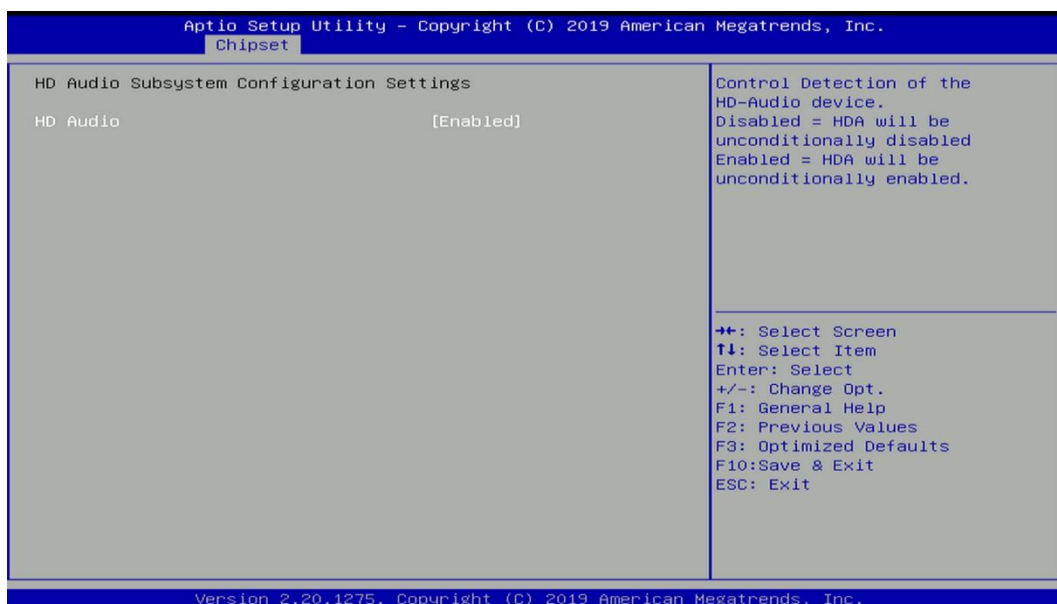 Aptio Setup Utility – Copyright (C) 2019 American Megatrends, Inc.
Chipset
HD Audio Subsystem Configuration Settings
HD Audio [Enabled]
Control Detection of the
HD-Audio device.
Disabled = HDA will be
unconditionally disabled
Enabled = HDA will be
unconditionally enabled.
→←: Select Screen
↑↓: Select Item
Enter: Select
+/-: Change Opt.
F1: General Help
F2: Previous Values
F3: Optimized Defaults
F10:Save & Exit
ESC: Exit
Version 2.20.1275. Copyright (C) 2019 American Megatrends, Inc.